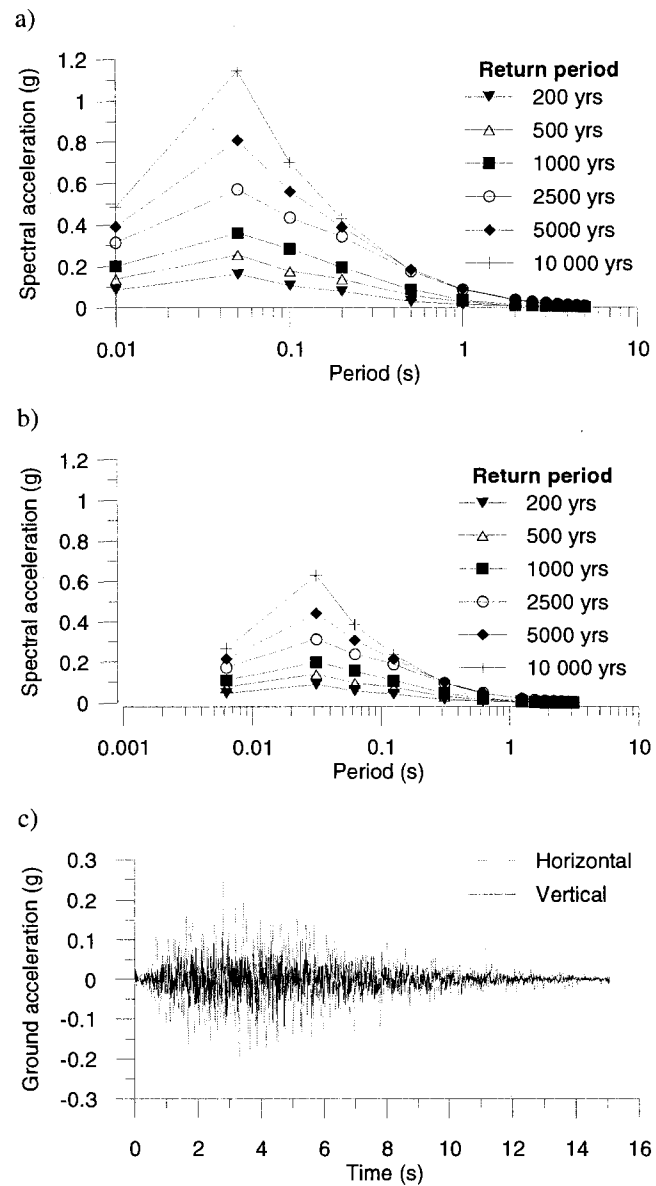 a)
Spectral acceleration (g)
1.2
1
0.8
0.6
0.4
0.2
0
Return period
200 yrs
500 yrs
1000 yrs
2500 yrs
5000 yrs
10 000 yrs
0.01
0.1
1
10
Period (s)
b)
Spectral acceleration (g)
1.2
1
0.8
0.6
0.4
0.2
0
Return period
200 yrs
500 yrs
1000 yrs
2500 yrs
5000 yrs
10 000 yrs
0.001
0.01
0.1
1
10
Period (s)
c)
Ground acceleration (g)
0.3
0.2
0.1
0
-0.1
-0.2
-0.3
Horizontal
Vertical
0
2
4
6
8
10
12
14
16
Time (s)